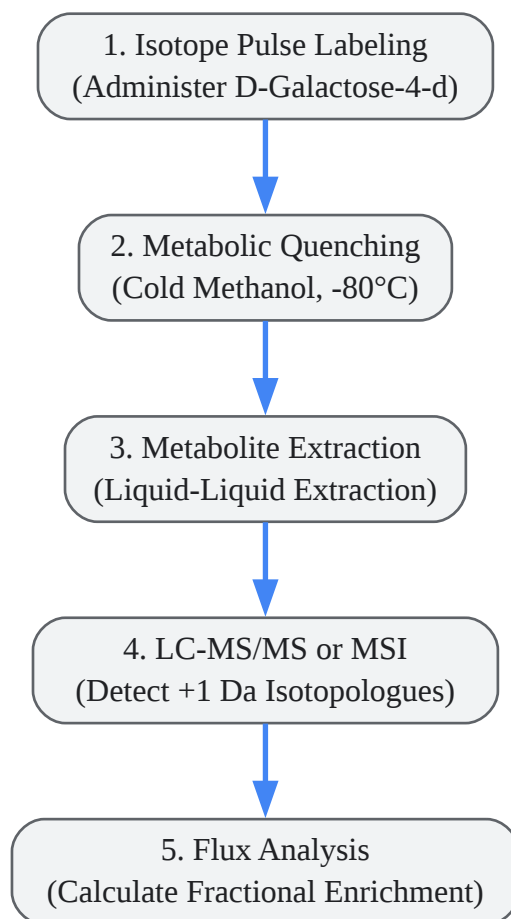 1. Isotope Pulse Labeling
(Administer D-Galactose-4-d)
2. Metabolic Quenching
(Cold Methanol, -80°C)
3. Metabolite Extraction
(Liquid-Liquid Extraction)
4. LC-MS/MS or MSI
(Detect +1 Da Isotopologues)
5. Flux Analysis
(Calculate Fractional Enrichment)